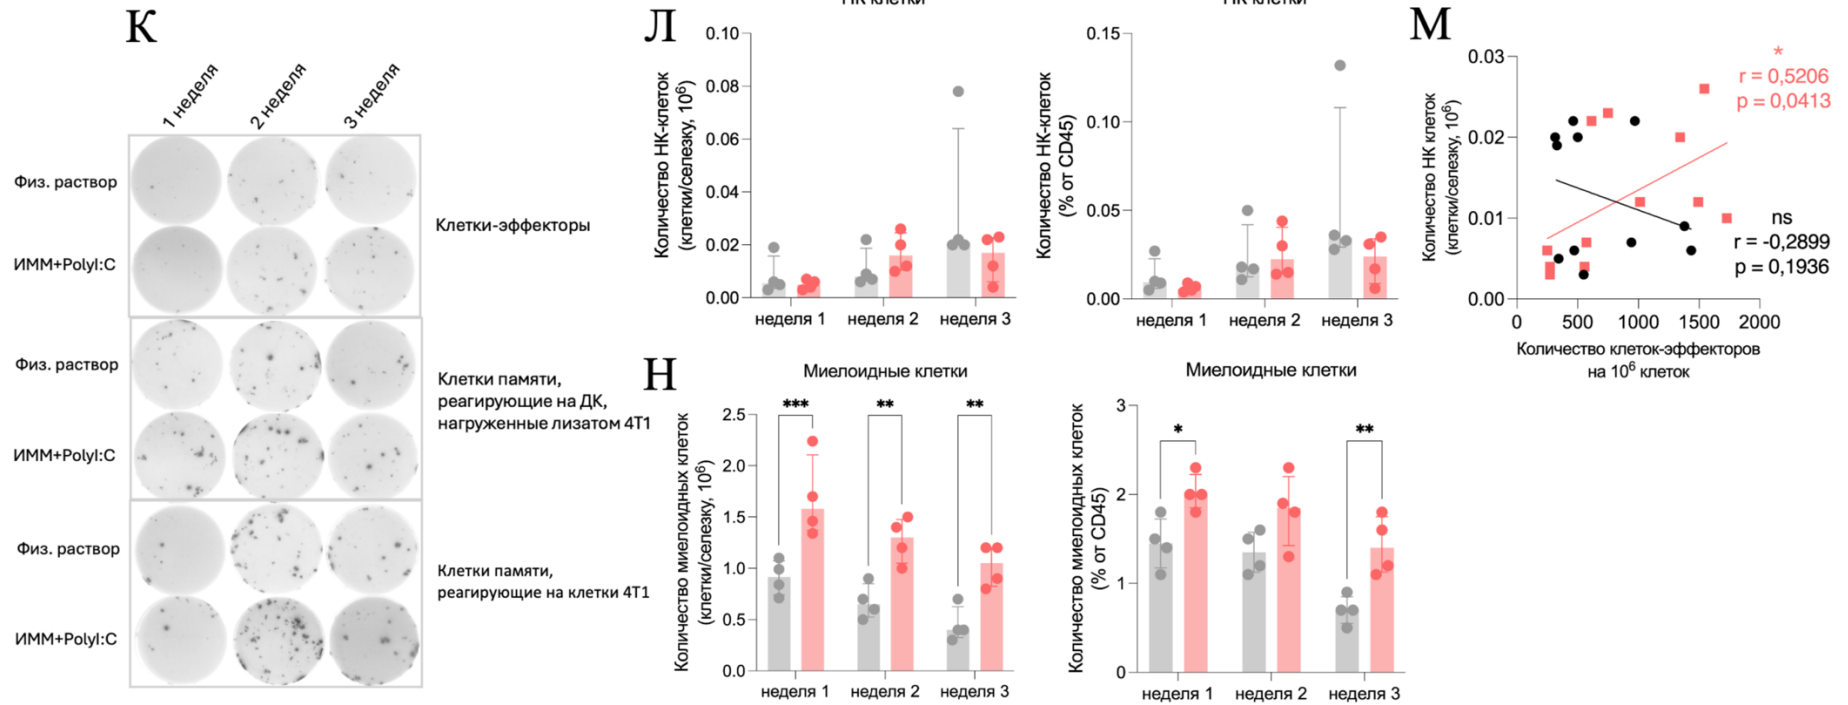 К
1 неделя
2 неделя
3 неделя
Физ. раствор
ИММ+PolyI:C
Клетки-эффекторы
Физ. раствор
ИММ+PolyI:C
Клетки памяти,
реагирующие на ДК,
нагруженные лизатом 4T1
Физ. раствор
ИММ+PolyI:C
Клетки памяти,
реагирующие на клетки 4T1
Л
НК клетки
Количество НК-клеток
(клетки/селезку, 10⁶)
0.10
0.08
0.06
0.04
0.02
0.00
неделя 1
неделя 2
неделя 3
НК клетки
Количество НК-клеток
(% от CD45)
0.15
0.10
0.05
0.00
неделя 1
неделя 2
неделя 3
М
Количество НК клеток
(клетки/селезку, 10⁶)
0.03
0.02
0.01
0.00
*
r = 0,5206
p = 0,0413
ns
r = -0,2899
p = 0,1936
0
500
1000
1500
2000
Количество клеток-эффекторов
на 10⁶ клеток
Н
Миелоидные клетки
Количество миелоидных клеток
(клетки/селезку, 10⁶)
2.5
2.0
1.5
1.0
0.5
0.0
***
**
**
неделя 1
неделя 2
неделя 3
Миелоидные клетки
Количество миелоидных клеток
(% от CD45)
3
2
1
0
*
**
неделя 1
неделя 2
неделя 3